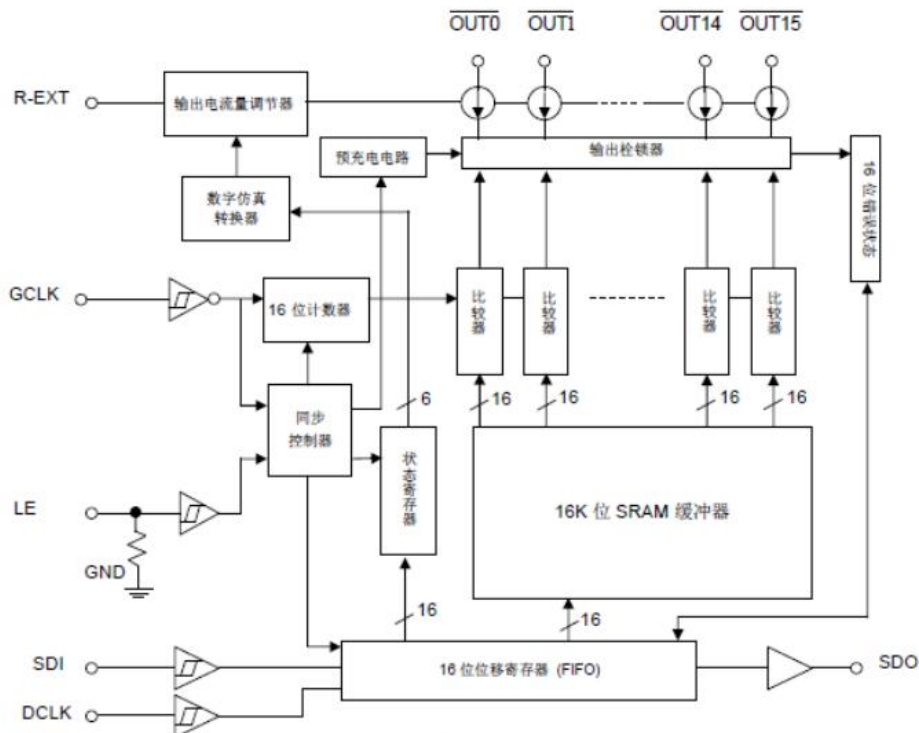 OUT0 OUT1 OUT14 OUT15
R-EXT
输出电流量调节器
预充电电路
输出栓锁器
16 位错误状态
数字仿真
转换器
GCLK
16 位计数器
比较器
比较器
比较器
比较器
6
16
16
16
16
同步
控制器
状态寄存器
16K 位 SRAM 缓冲器
LE
GND
16
16
SDI
16 位位移寄存器 (FIFO)
SDO
DCLK